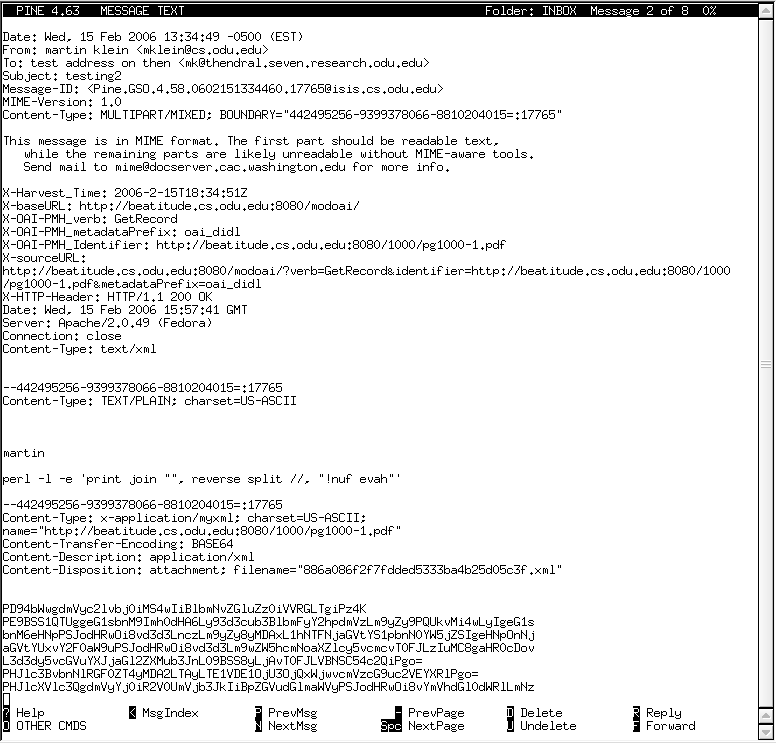 PINE 4.63   MESSAGE TEXT   Folder: INBOX  Message 2 of 8  0%
Date: Wed, 15 Feb 2006 13:34:49 -0500 (EST)
From: martin klein <mklein@cs.odu.edu>
To: test address on then <mk@thendral.seven.research.odu.edu>
Subject: testing2
Message-ID: <Pine.GSO.4.58.0602151334460.17765@isis.cs.odu.edu>
MIME-Version: 1.0
Content-Type: MULTIPART/MIXED; BOUNDARY="442495256-9399378066-8810204015=:17765"
This message is in MIME format. The first part should be readable text,
while the remaining parts are likely unreadable without MIME-aware tools.
Send mail to mime@docserver.cac.washington.edu for more info.
X-Harvest_Time: 2006-2-15T18:34:51Z
X-baseURL: http://beatitude.cs.odu.edu:8080/modoai/
X-OAI-PMH_verb: GetRecord
X-OAI-PMH_metadataPrefix: oai_didl
X-OAI-PMH_Identifier: http://beatitude.cs.odu.edu:8080/1000/pg1000-1.pdf
X-sourceURL:
http://beatitude.cs.odu.edu:8080/modoai/?verb=GetRecord&identifier=http://beatitude.cs.odu.edu:8080/1000
/pg1000-1.pdf&metadataPrefix=oai_didl
X-HTTP-Header: HTTP/1.1 200 OK
Date: Wed, 15 Feb 2006 15:57:41 GMT
Server: Apache/2.0.49 (Fedora)
Connection: close
Content-Type: text/xml
--442495256-9399378066-8810204015=:17765
Content-Type: TEXT/PLAIN; charset=US-ASCII
martin
perl -l -e 'print join "", reverse split //, "!nuf evah"'
--442495256-9399378066-8810204015=:17765
Content-Type: x-application/myxml; charset=US-ASCII;
name="http://beatitude.cs.odu.edu:8080/1000/pg1000-1.pdf"
Content-Transfer-Encoding: BASE64
Content-Description: application/xml
Content-Disposition: attachment; filename="886a086f2f7fdded5333ba4b25d05c3f.xml"
PD94bWwgdmVyc2lvbj0iMS4wIiBlbmNvZGluZz0iVVRGLTgiPz4K
PE9BSS1QTUggeG1sbnM9Imh0dHA6Ly93d3cub3BlbmFyY2hpdmVzLm9yZy9PQUkvMi4wLyIgeG1s
bnM6eHNpPSJodHRwOi8vd3d3LnczLm9yZy8yMDAxL1hNTFNjaGVtYS1pbnN0YW5jZSIgeHNpOnNj
aGVtYUxvY2F0aW9uPSJodHRwOi8vd3d3Lm9wZW5hcmNoaXZlcy5vcmcvT0FJLzIuMC8gaHR0cDov
L3d3dy5vcGVuYXJjaGl2ZXMub3JnL09BSS8yLjAvT0FJLVBNSC54c2QiPgo=
PHJlc3BvbnNlRGF0ZT4yMDA2LTAyLTE1VDE1OjU3OjQxWjwvcmVzcG9uc2VEYXRlPgo=
PHJlcXVlc3QgdmVyYj0iR2V0UmVjb3JkIiBpZGVudGlmaWVyPSJodHRwOi8vYmVhdGl0dWRlLmNz
? Help   K MsgIndex   P PrevMsg   - PrevPage   D Delete   R Reply
O OTHER CMDS   N NextMsg   Spc NextPage   U Undelete   F Forward